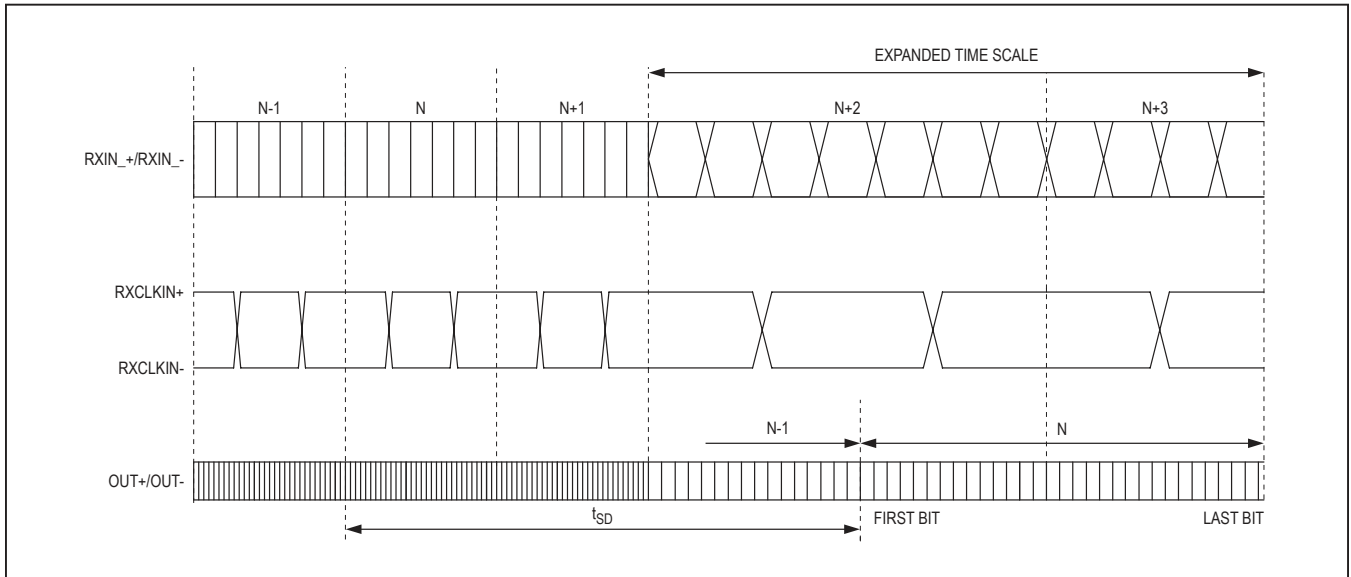 EXPANDED TIME SCALE
N-1 N N+1 N+2 N+3
RXIN_+/RXIN_-
RXCLKIN+
RXCLKIN-
N-1 N
OUT+/OUT-
tSD FIRST BIT LAST BIT